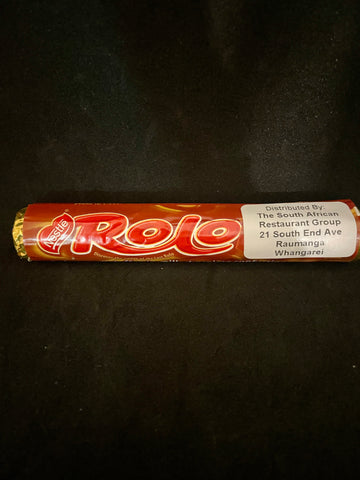 Nestlé
Rolo
Distributed By:
The South African
Restaurant Group
21 South End Ave
Raumanga
Whangarei